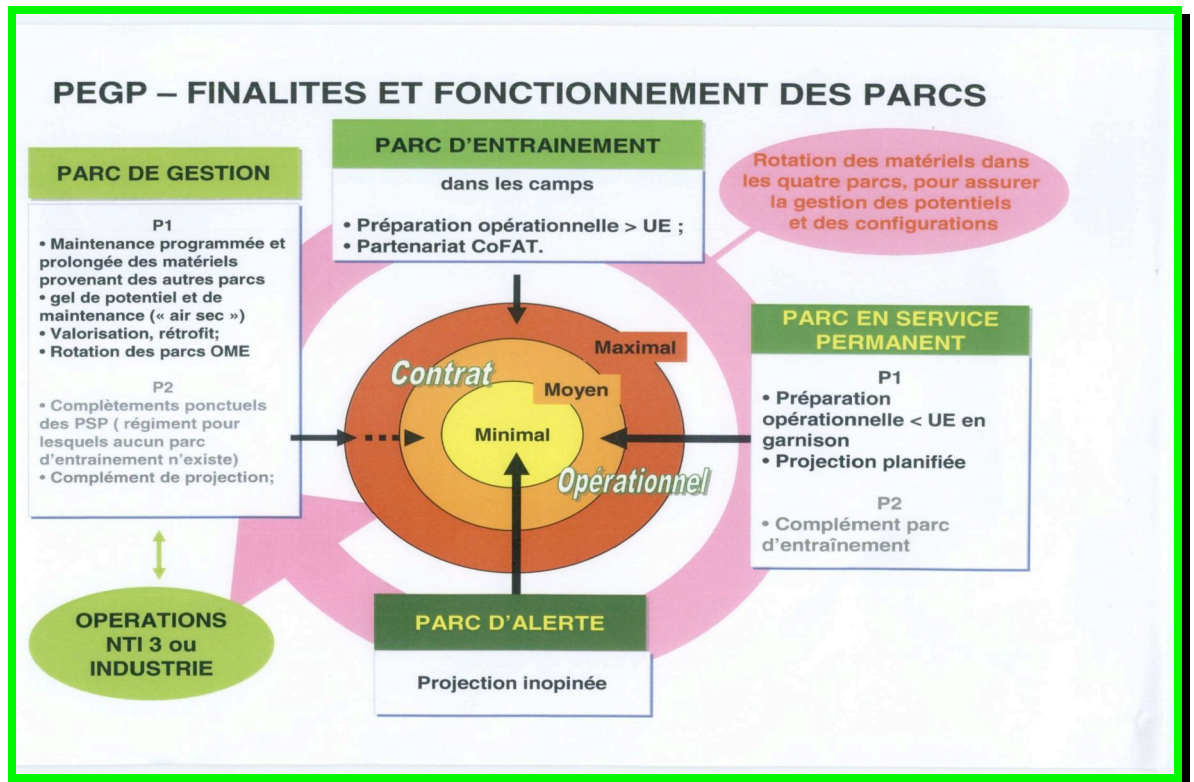 PEGP – FINALITES ET FONCTIONNEMENT DES PARCS
PARC DE GESTION
P1
• Maintenance programmée et
prolongée des matériels
provenant des autres parcs
• gel de potentiel et de
maintenance (« air sec »)
• Valorisation, rétrofit;
• Rotation des parcs OME
P2
• Complètements ponctuels
des PSP ( régiment pour
lesquels aucun parc
d'entrainement n'existe)
• Complément de projection;
OPERATIONS
NTI 3 ou
INDUSTRIE
PARC D'ENTRAINEMENT
dans les camps
• Préparation opérationnelle > UE ;
• Partenariat CoFAT.
Rotation des matériels dans
les quatre parcs, pour assurer
la gestion des potentiels
et des configurations
Maximal
Contrat
Moyen
Minimal
Opérationnel
PARC EN SERVICE
PERMANENT
P1
• Préparation
opérationnelle < UE en
garnison
• Projection planifiée
P2
• Complément parc
d'entraînement
PARC D'ALERTE
Projection inopinée